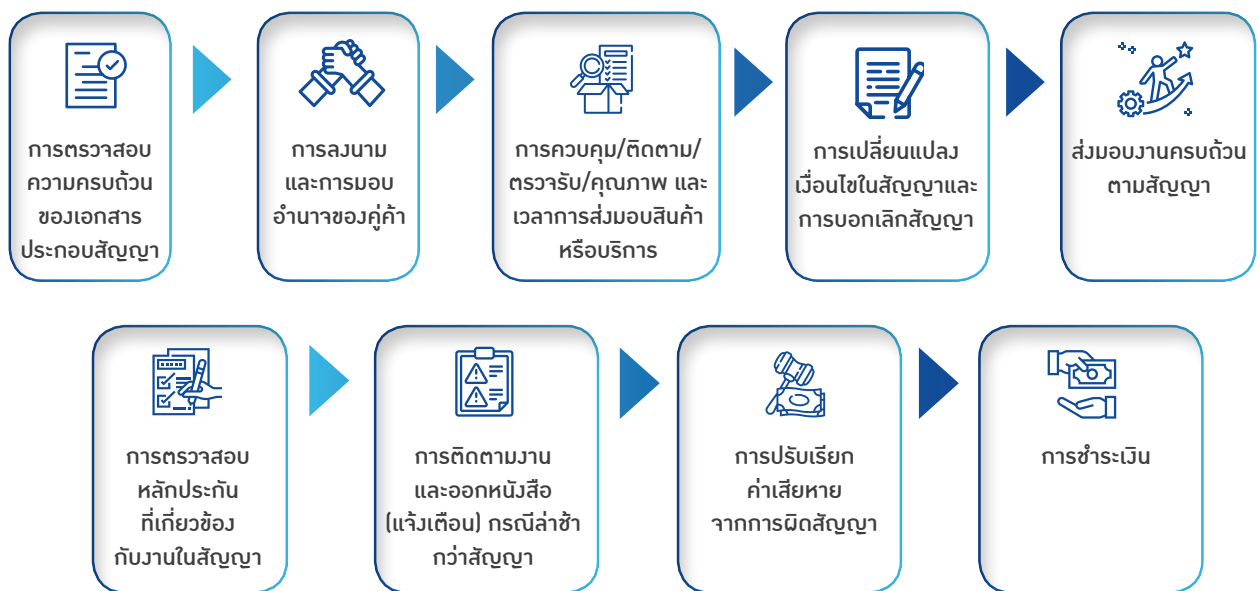 การตรวจสอบ
ความครบถ้วน
ของเอกสาร
ประกอบสัญญา
การลงนาม
และการมอบ
อำนาจของคู่ค้า
การควบคุม/ติดตาม/
ตรวจรับ/คุณภาพ และ
เวลาการส่งมอบสินค้า
หรือบริการ
การเปลี่ยนแปลง
เงื่อนไขในสัญญาและ
การบอกเลิกสัญญา
ส่งมอบงานครบถ้วน
ตามสัญญา
การตรวจสอบ
หลักประกัน
ที่เกี่ยวข้อง
กับงานในสัญญา
การติดตามงาน
และออกหนังสือ
(แจ้งเตือน) กรณีล่าช้า
กว่าสัญญา
การปรับเรียก
ค่าเสียหาย
จากการผิดสัญญา
การชำระเงิน